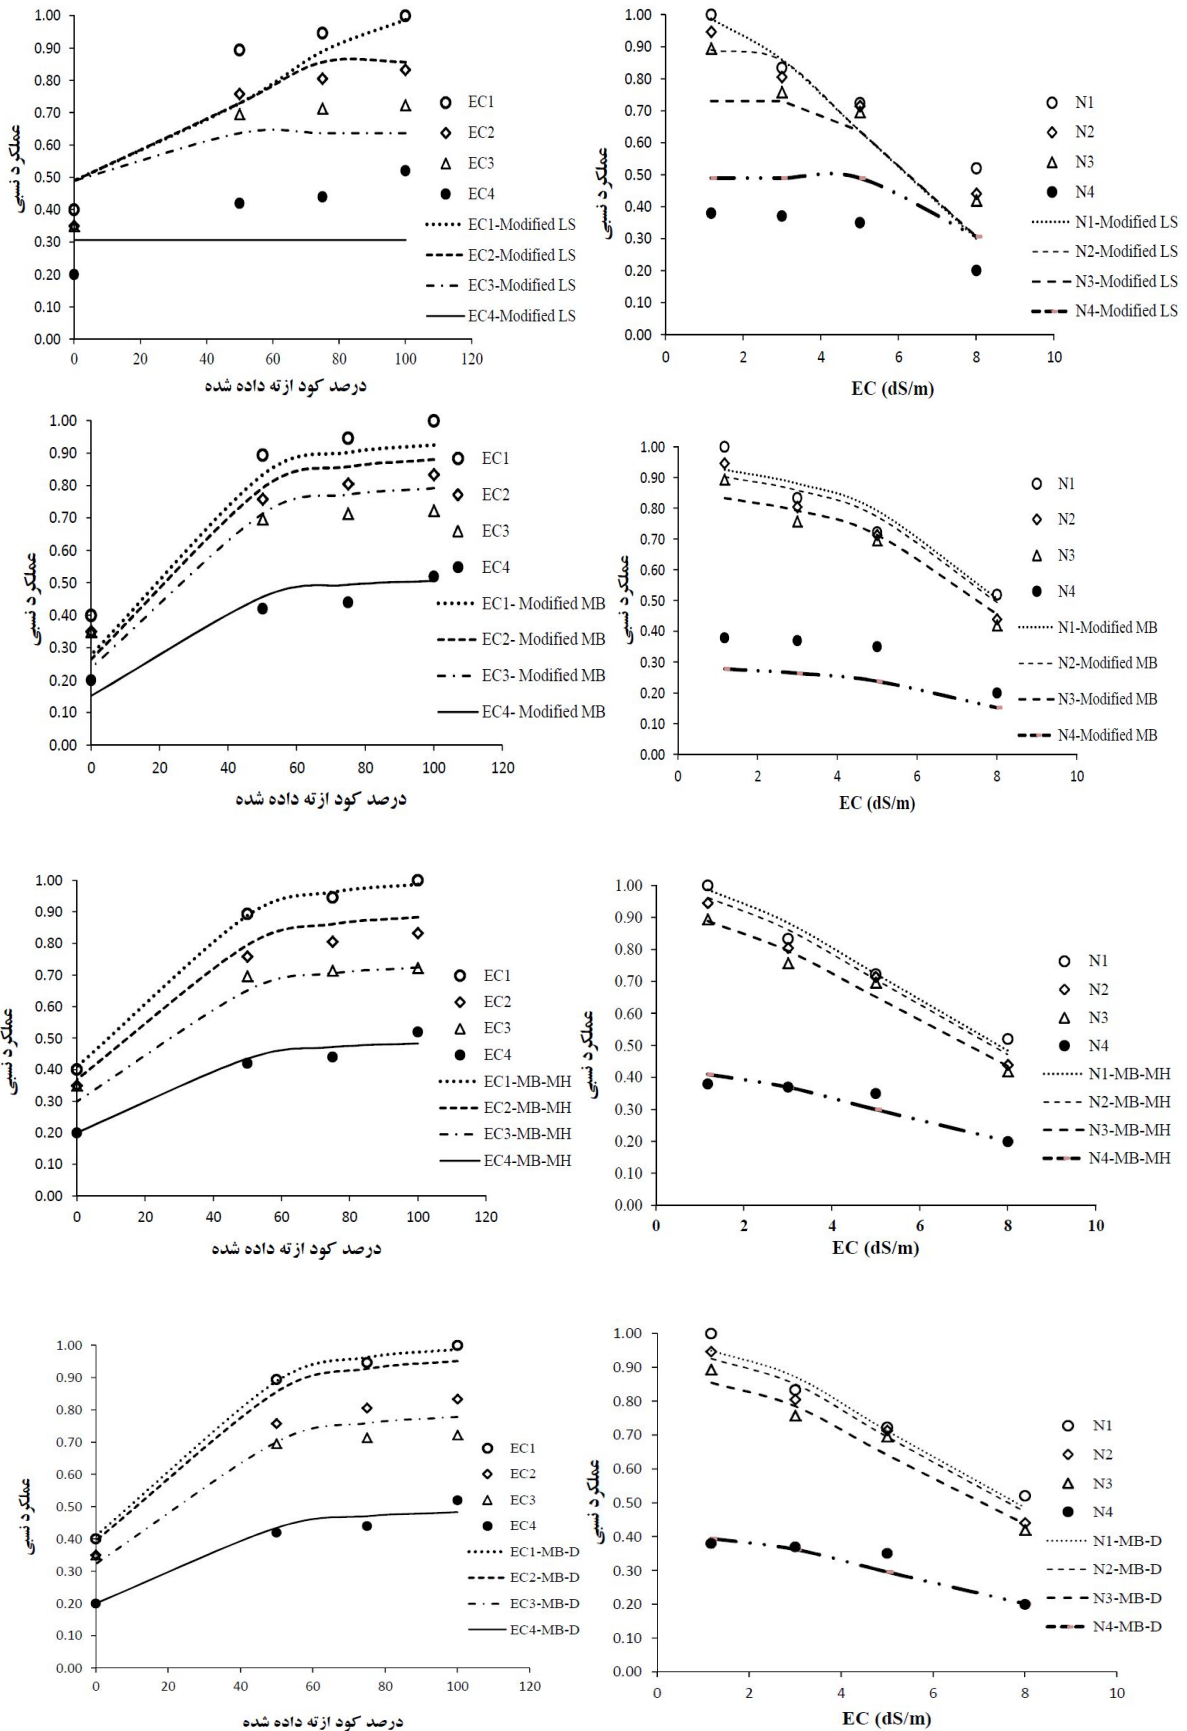 1.00
0.90
0.80
0.70
0.60
0.50
0.40
0.30
0.20
0.10
0.00
عملکرد نسبی
0 20 40 60 80 100 120
درصد کود ازته داده شده
EC1
EC2
EC3
EC4
EC1-Modified LS
EC2-Modified LS
EC3-Modified LS
EC4-Modified LS
1.00
0.90
0.80
0.70
0.60
0.50
0.40
0.30
0.20
0.10
0.00
عملکرد نسبی
0 2 4 6 8 10
EC (dS/m)
N1
N2
N3
N4
N1-Modified LS
N2-Modified LS
N3-Modified LS
N4-Modified LS
1.00
0.90
0.80
0.70
0.60
0.50
0.40
0.30
0.20
0.10
0.00
عملکرد نسبی
0 20 40 60 80 100 120
درصد کود ازته داده شده
EC1
EC2
EC3
EC4
EC1- Modified MB
EC2- Modified MB
EC3- Modified MB
EC4- Modified MB
1.00
0.90
0.80
0.70
0.60
0.50
0.40
0.30
0.20
0.10
0.00
عملکرد نسبی
0 2 4 6 8 10
EC (dS/m)
N1
N2
N3
N4
N1-Modified MB
N2-Modified MB
N3-Modified MB
N4-Modified MB
1.00
0.90
0.80
0.70
0.60
0.50
0.40
0.30
0.20
0.10
0.00
عملکرد نسبی
0 20 40 60 80 100 120
درصد کود ازته داده شده
EC1
EC2
EC3
EC4
EC1-MB-MH
EC2-MB-MH
EC3-MB-MH
EC4-MB-MH
1.00
0.90
0.80
0.70
0.60
0.50
0.40
0.30
0.20
0.10
0.00
عملکرد نسبی
0 2 4 6 8 10
EC (dS/m)
N1
N2
N3
N4
N1-MB-MH
N2-MB-MH
N3-MB-MH
N4-MB-MH
1.00
0.90
0.80
0.70
0.60
0.50
0.40
0.30
0.20
0.10
0.00
عملکرد نسبی
0 20 40 60 80 100 120
درصد کود ازته داده شده
EC1
EC2
EC3
EC4
EC1-MB-D
EC2-MB-D
EC3-MB-D
EC4-MB-D
1.00
0.90
0.80
0.70
0.60
0.50
0.40
0.30
0.20
0.10
0.00
عملکرد نسبی
0 2 4 6 8 10
EC (dS/m)
N1
N2
N3
N4
N1-MB-D
N2-MB-D
N3-MB-D
N4-MB-D